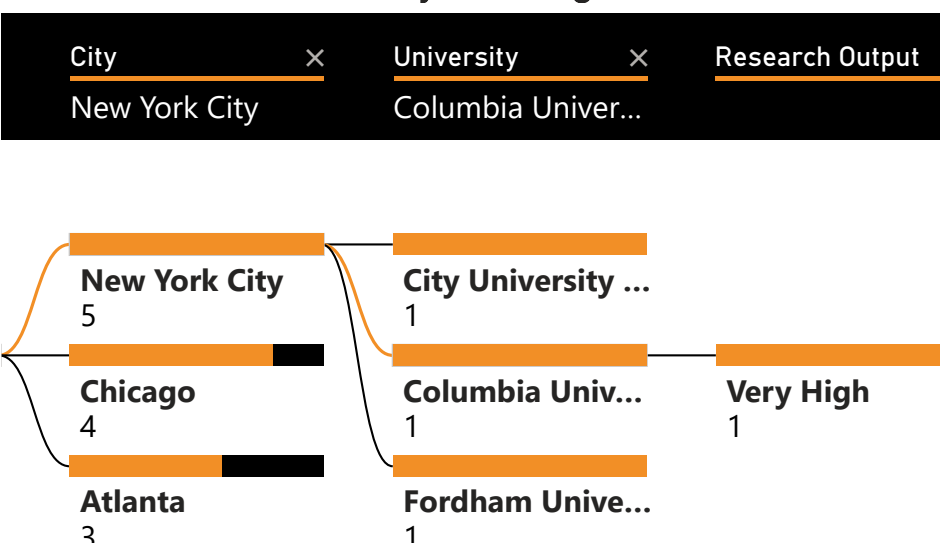 City × University × Research Output
New York City Columbia Univer...
New York City City University ...
5 1
Chicago Columbia Univ... Very High
4 1 1
Atlanta Fordham Unive...
3 1